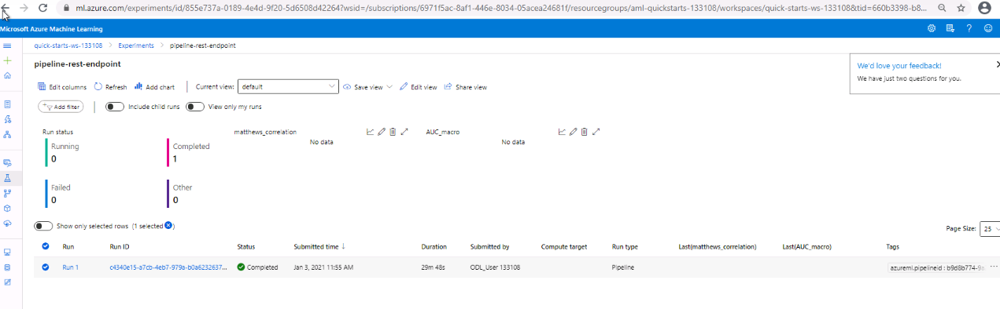 ml.azure.com/experiments/id/855e737a-0189-4e4d-9f20-5d6508d42264?wsid=/subscriptions/6971f5ac-8af1-446e-8034-05acea24681f/resourcegroups/aml-quickstarts-133108/workspaces/quick-starts-ws-133108&tid=660b3398-b8...
Microsoft Azure Machine Learning
quick-starts-ws-133108 > Experiments > pipeline-rest-endpoint
pipeline-rest-endpoint
We'd love your feedback!
We have just two questions for you.
Edit columns Refresh Add chart Current view: default Save view Edit view Share view
Add filter Include child runs View only my runs
Run status matthews_correlation AUC_macro
No data No data
Running Completed
0 1
Failed Other
0 0
Show only selected rows (1 selected )
Page Size: 25
Run Run ID Status Submitted time ↓ Duration Submitted by Compute target Run type Last(matthews_correlation) Last(AUC_macro) Tags
Run 1 c4340e15-a7cb-4eb7-979a-b0a6232637... Completed Jan 3, 2021 11:55 AM 29m 48s ODL_User 133108 Pipeline azureml.pipelineid : b9d8b774-9